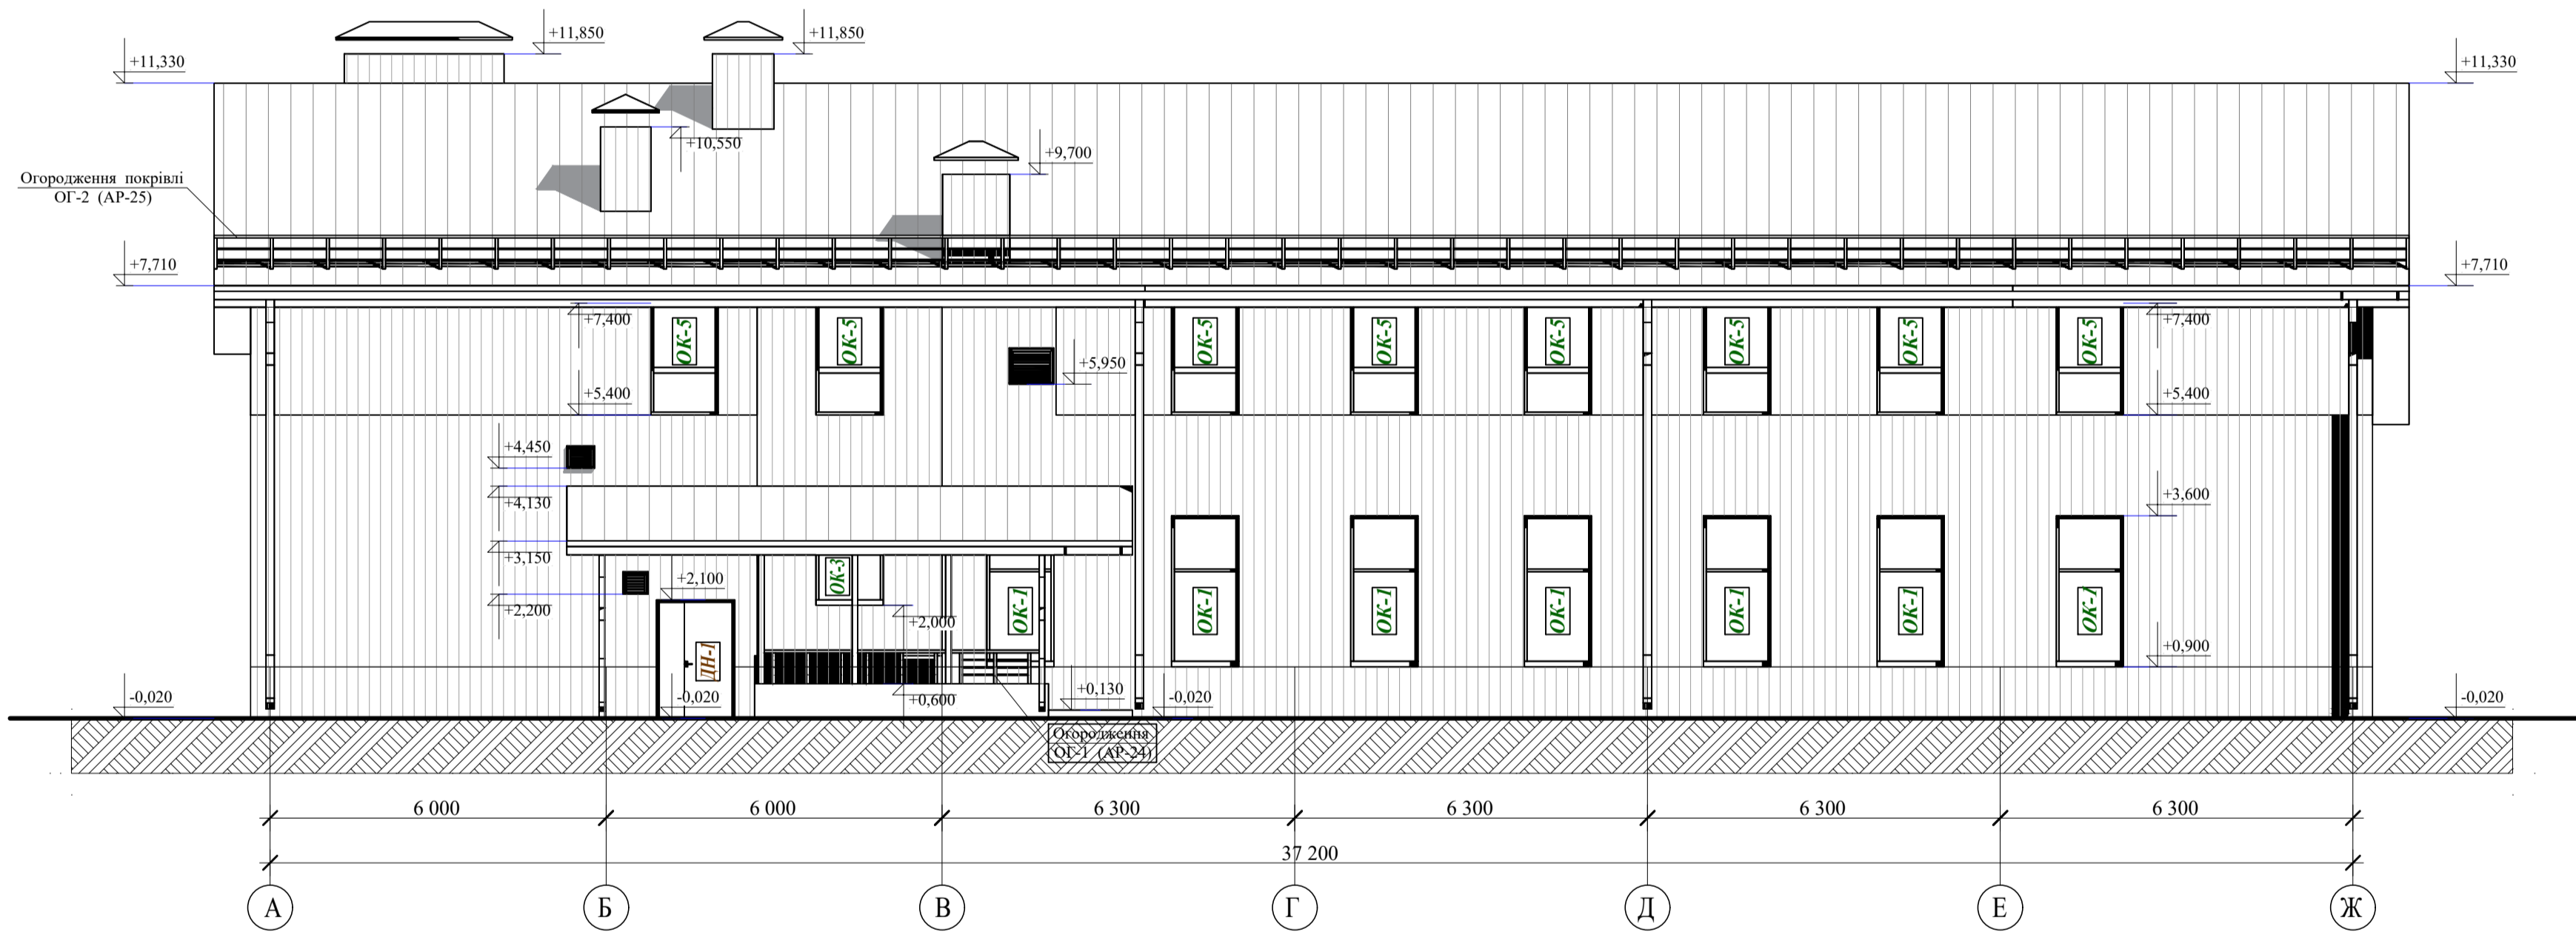 +11,850
+11,850
+11,330
+11,330
+10,550
+9,700
Огородження покрівлі
ОГ-2 (АР-25)
+7,710
+7,710
+7,400
ОК-5
ОК-5
ОК-5
ОК-5
ОК-5
ОК-5
ОК-5
ОК-5
+7,400
+5,950
+5,400
+5,400
+4,450
+4,130
+3,600
+3,150
+2,200
+2,100
ОК-3
+2,000
ОК-1
ОК-1
ОК-1
ОК-1
ОК-1
ОК-1
ОК-1
+0,900
ДН-1
-0,020
-0,020
+0,600
+0,130
-0,020
-0,020
Огородження
ОГ-1 (АР-24)
6 000
6 000
6 300
6 300
6 300
6 300
37 200
А
Б
В
Г
Д
Е
Ж